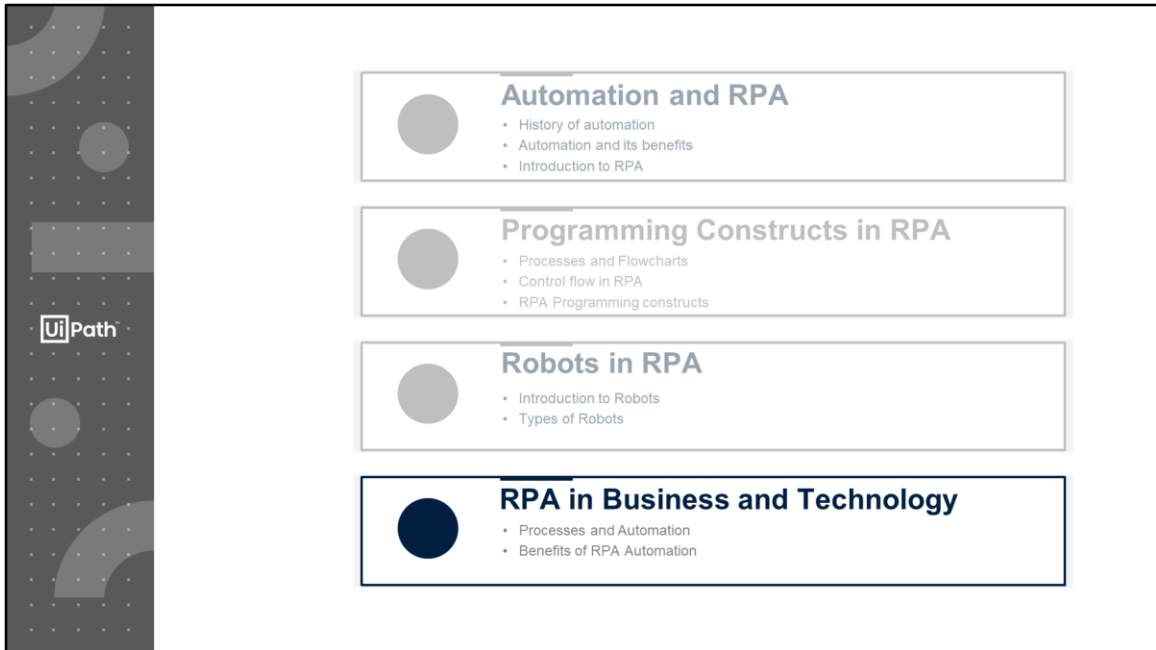 Automation and RPA
• History of automation
• Automation and its benefits
• Introduction to RPA
Programming Constructs in RPA
• Processes and Flowcharts
• Control flow in RPA
• RPA Programming constructs
UiPath™
Robots in RPA
• Introduction to Robots
• Types of Robots
RPA in Business and Technology
• Processes and Automation
• Benefits of RPA Automation